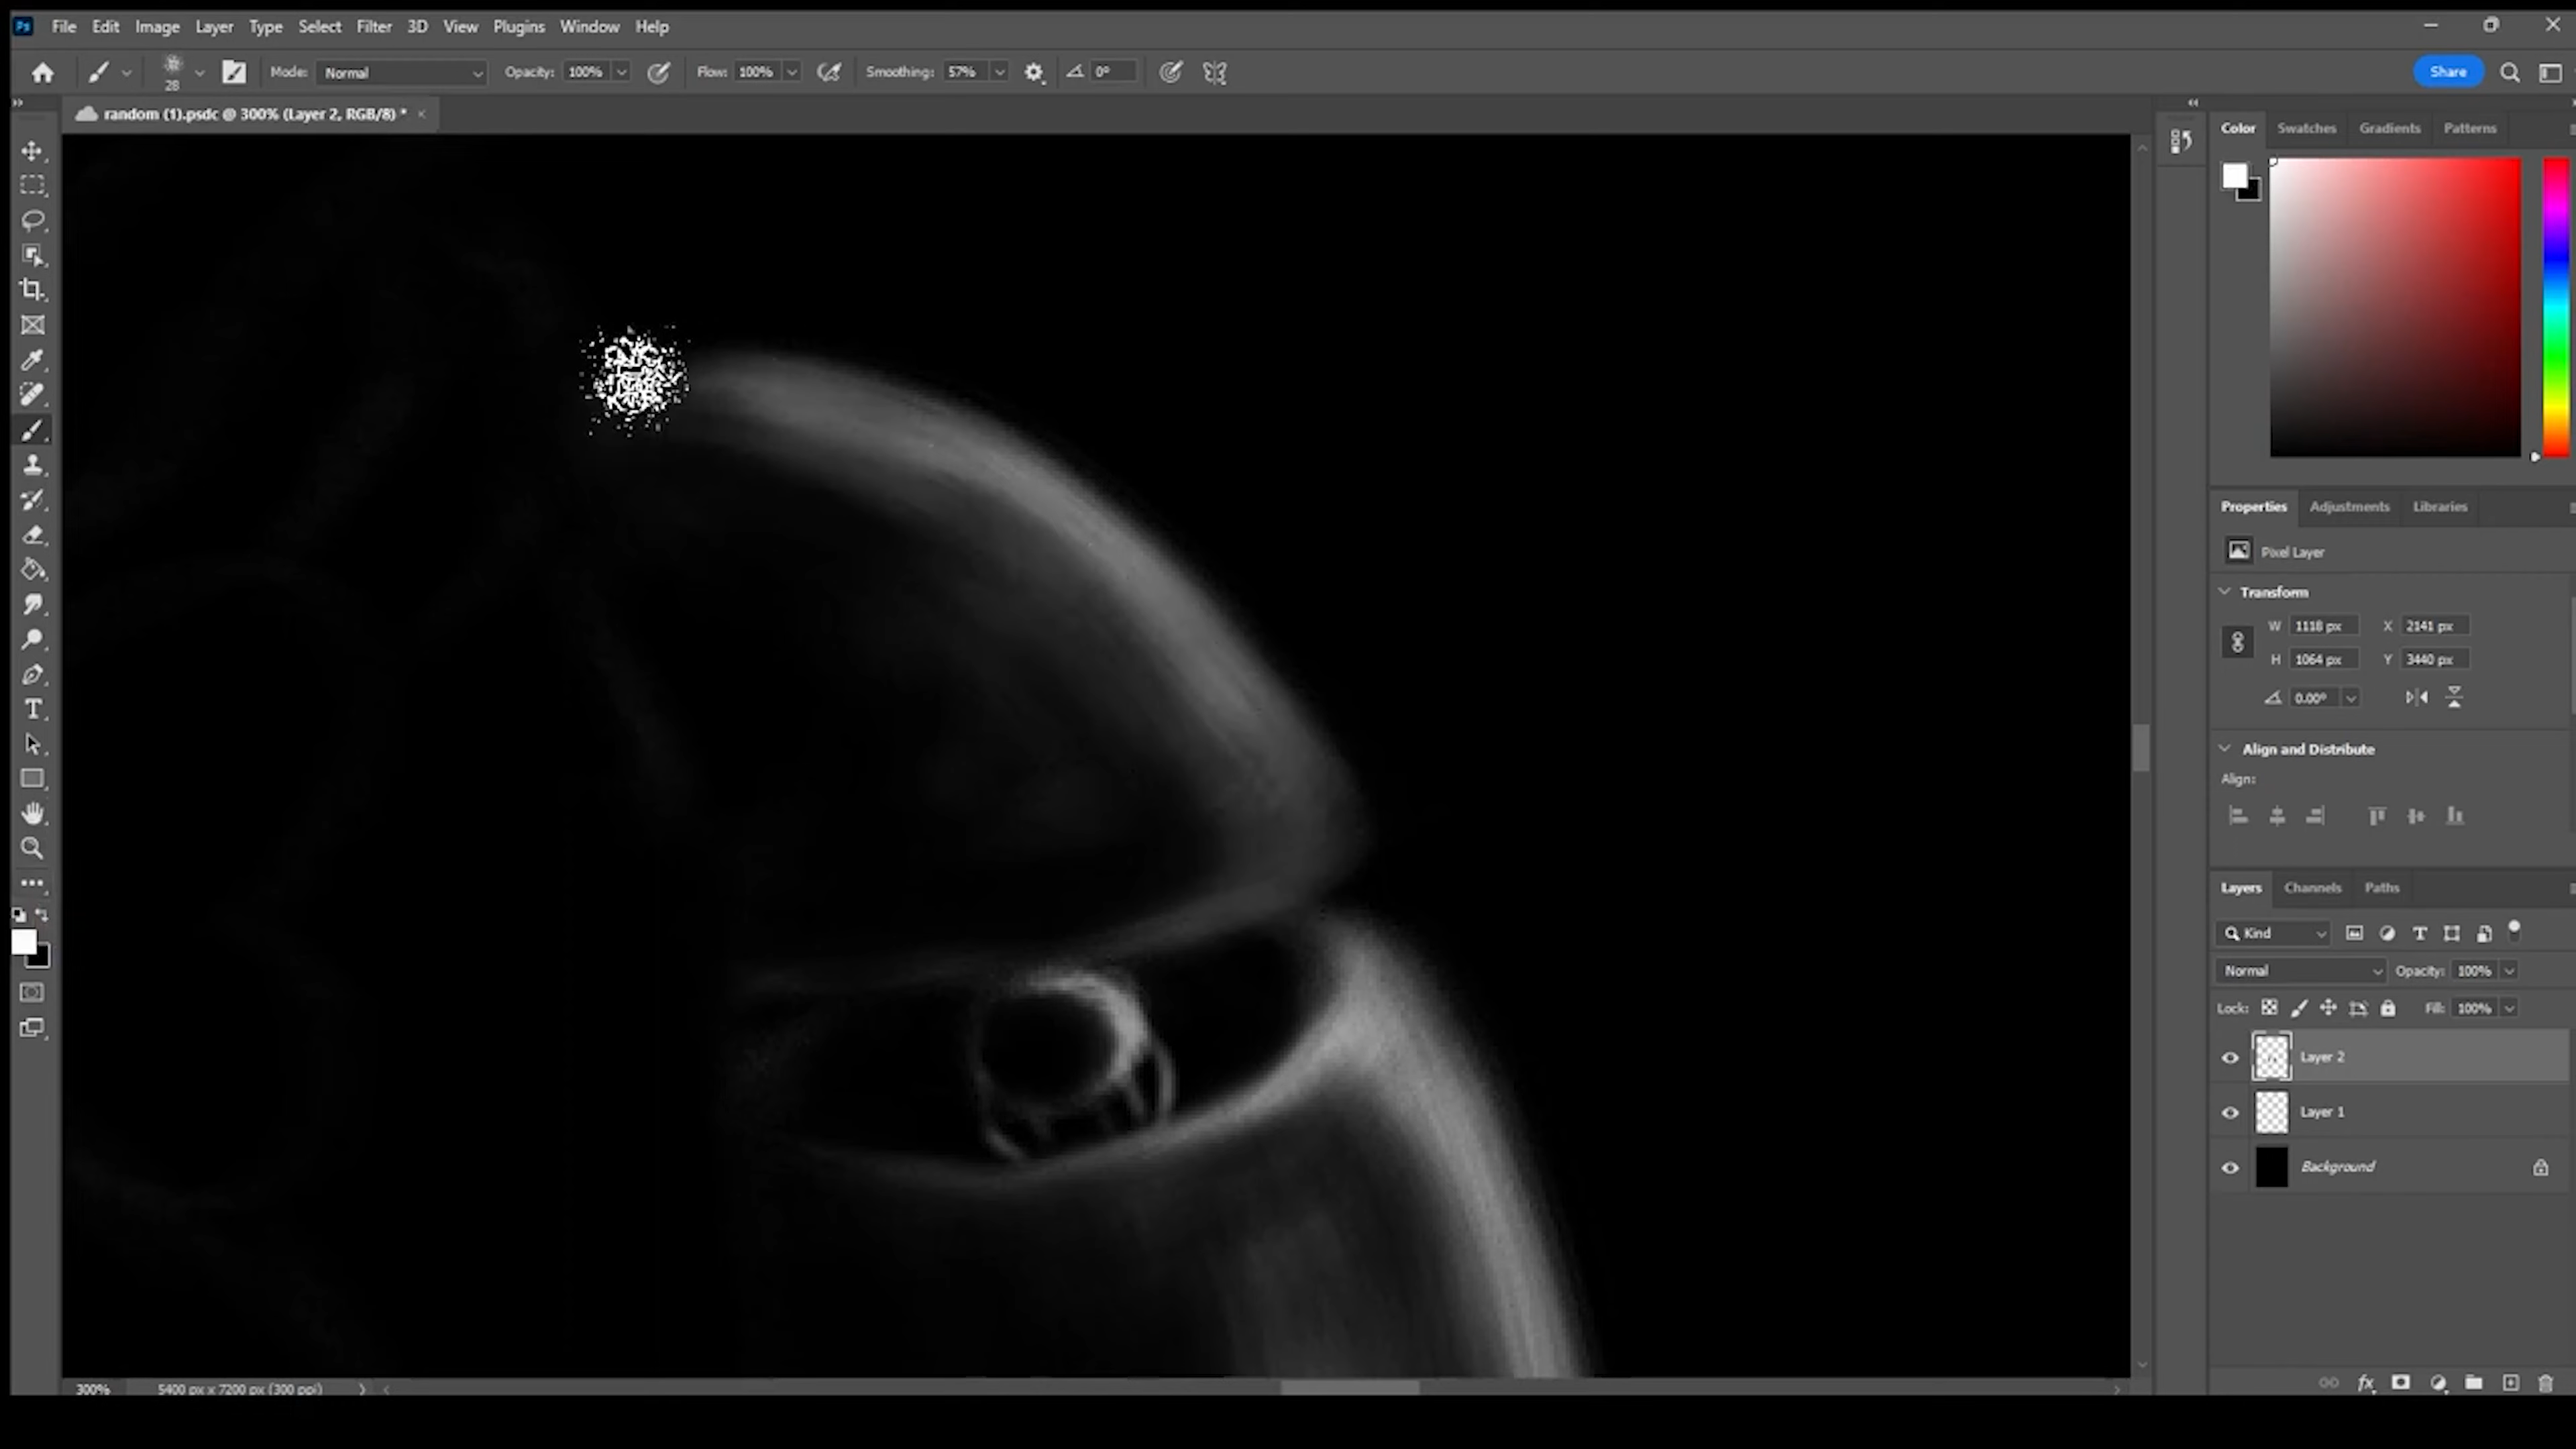 Ps File Edit Image Layer Type Select Filter 3D View Plugins Window Help
28 Mode: Normal Opacity: 100% Flow: 100% Smoothing: 57% 0° Share
random (1).psdc @ 300% (Layer 2, RGB/8) *
Color Swatches Gradients Patterns
Properties Adjustments Libraries
Pixel Layer
Transform
W 1118 px X 2141 px
H 1064 px Y 3440 px
0.00°
Align and Distribute
Align:
Layers Channels Paths
Kind
Normal Opacity: 100%
Lock: Fill: 100%
Layer 2
Layer 1
Background
fx
300% 5400 px x 7200 px (300 ppi)